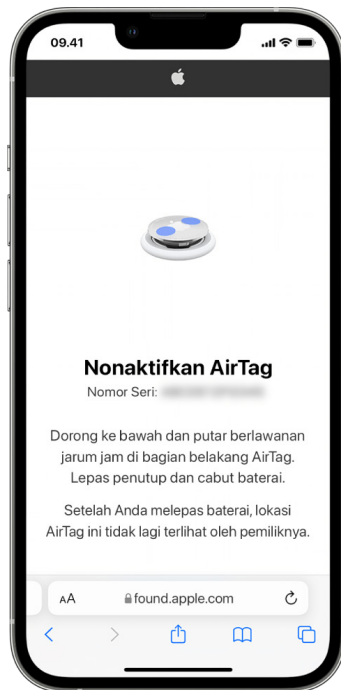 09.41
Nonaktifkan AirTag
Nomor Seri:
Dorong ke bawah dan putar berlawanan
jarum jam di bagian belakang AirTag.
Lepas penutup dan cabut baterai.
Setelah Anda melepas baterai, lokasi
AirTag ini tidak lagi terlihat oleh pemiliknya.
AA
found.apple.com